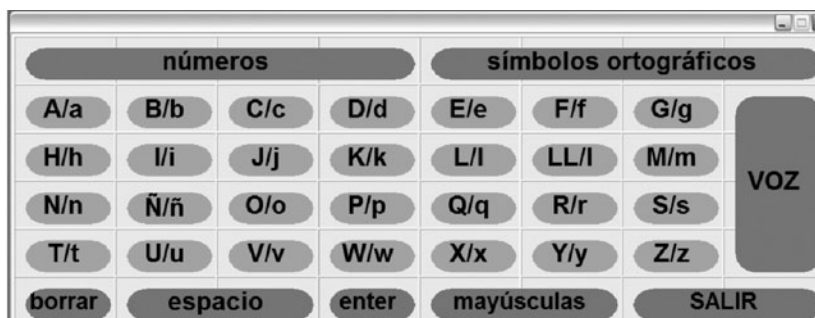 números símbolos ortográficos
A/a B/b C/c D/d E/e F/f G/g
H/h I/i J/j K/k L/l LL/l M/m
VOZ
N/n Ñ/ñ O/o P/p Q/q R/r S/s
T/t U/u V/v W/w X/x Y/y Z/z
borrar espacio enter mayúsculas SALIR